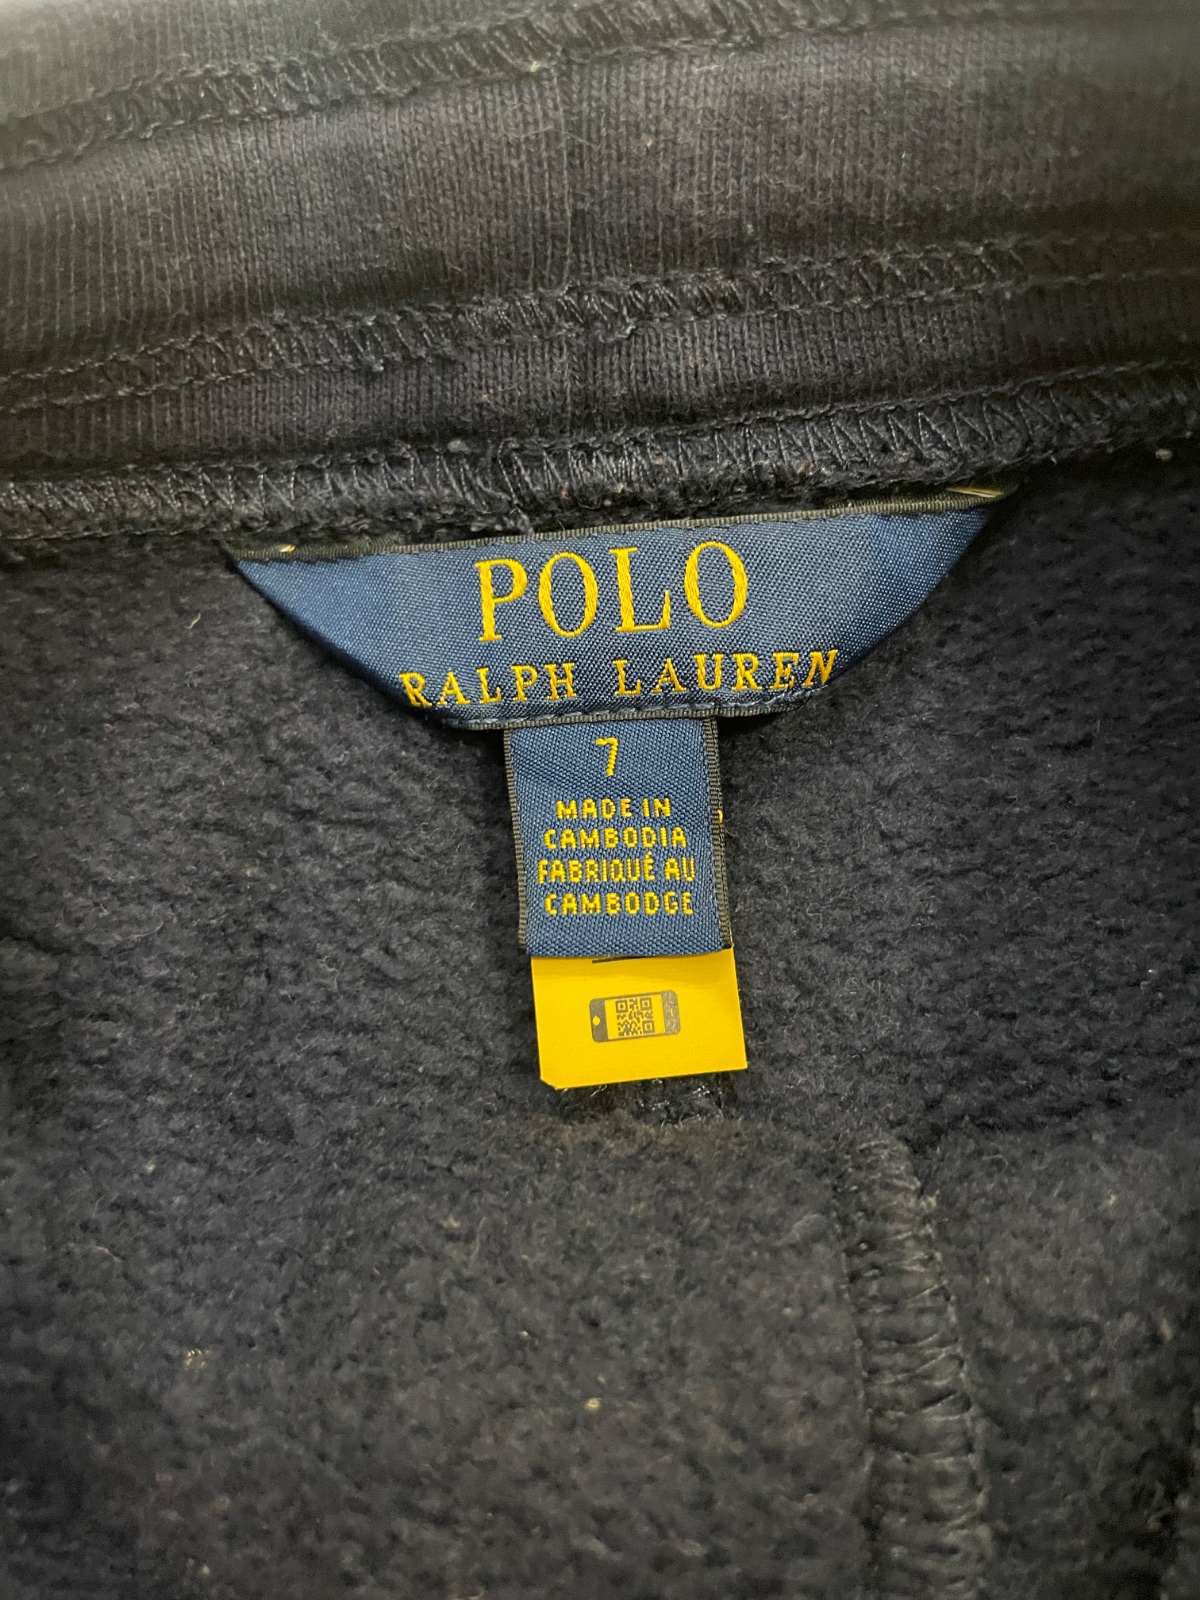 POLO
RALPH LAUREN
7
MADE IN
CAMBODIA
FABRIQUÉ AU
CAMBODGE